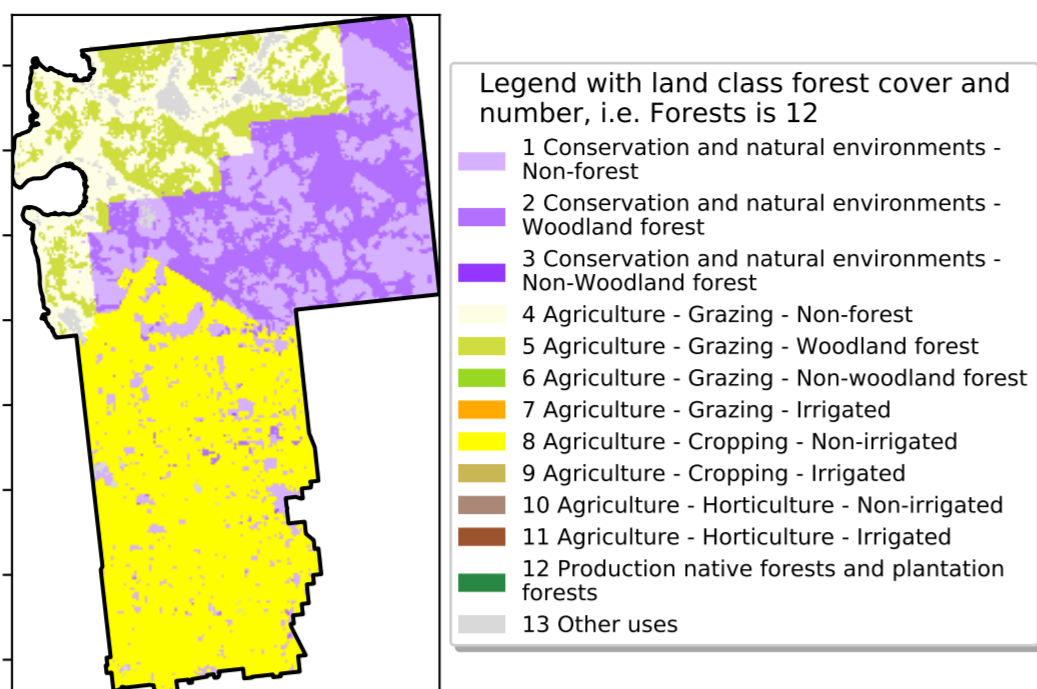 Legend with land class forest cover and
number, i.e. Forests is 12
1 Conservation and natural environments -
Non-forest
2 Conservation and natural environments -
Woodland forest
3 Conservation and natural environments -
Non-Woodland forest
4 Agriculture - Grazing - Non-forest
5 Agriculture - Grazing - Woodland forest
6 Agriculture - Grazing - Non-woodland forest
7 Agriculture - Grazing - Irrigated
8 Agriculture - Cropping - Non-irrigated
9 Agriculture - Cropping - Irrigated
10 Agriculture - Horticulture - Non-irrigated
11 Agriculture - Horticulture - Irrigated
12 Production native forests and plantation
forests
13 Other uses